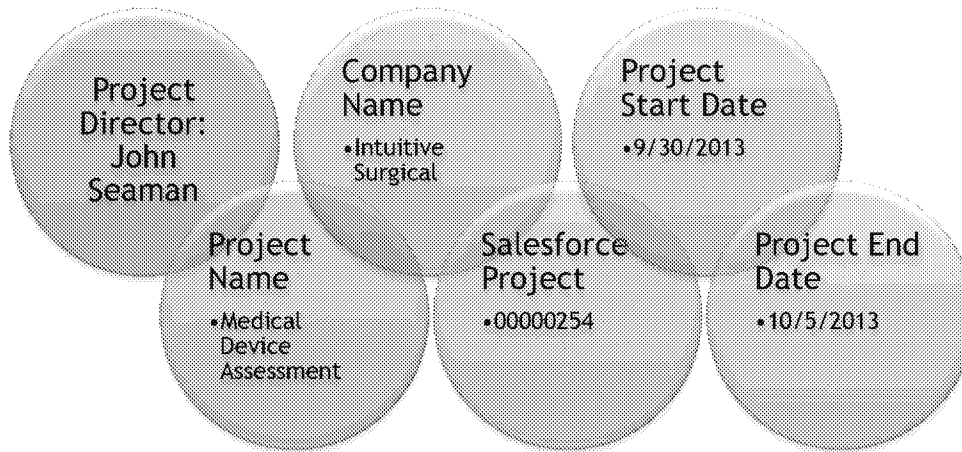 Project
Director:
John
Seaman
Company
Name
•Intuitive
Surgical
Project
Start Date
•9/30/2013
Project
Name
•Medical
Device
Assessment
Salesforce
Project
•00000254
Project End
Date
•10/5/2013